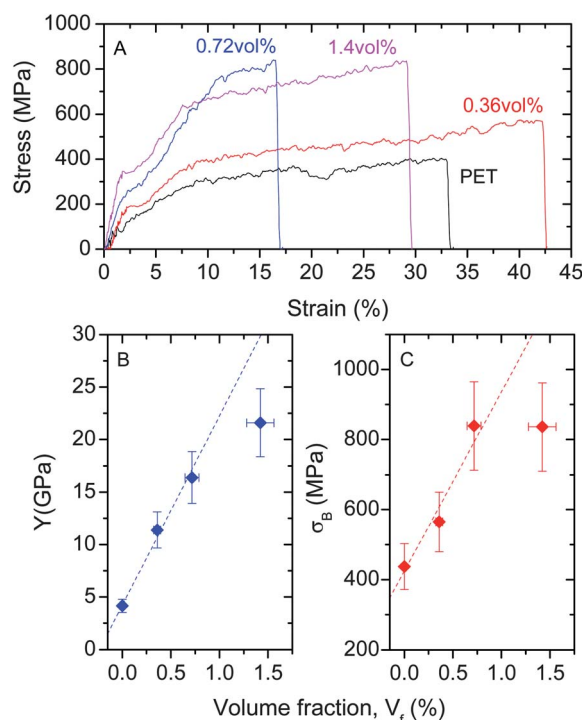 A
0.72vol%
1.4vol%
1000
800
600
400
200
0
Stress (MPa)
0.36vol%
PET
0 5 10 15 20 25 30 35 40 45
Strain (%)
B
30
25
20
15
10
5
0
Y(GPa)
0.0 0.5 1.0 1.5
C
1000
800
600
400
200
σB (MPa)
0.0 0.5 1.0 1.5
Volume fraction, Vf (%)